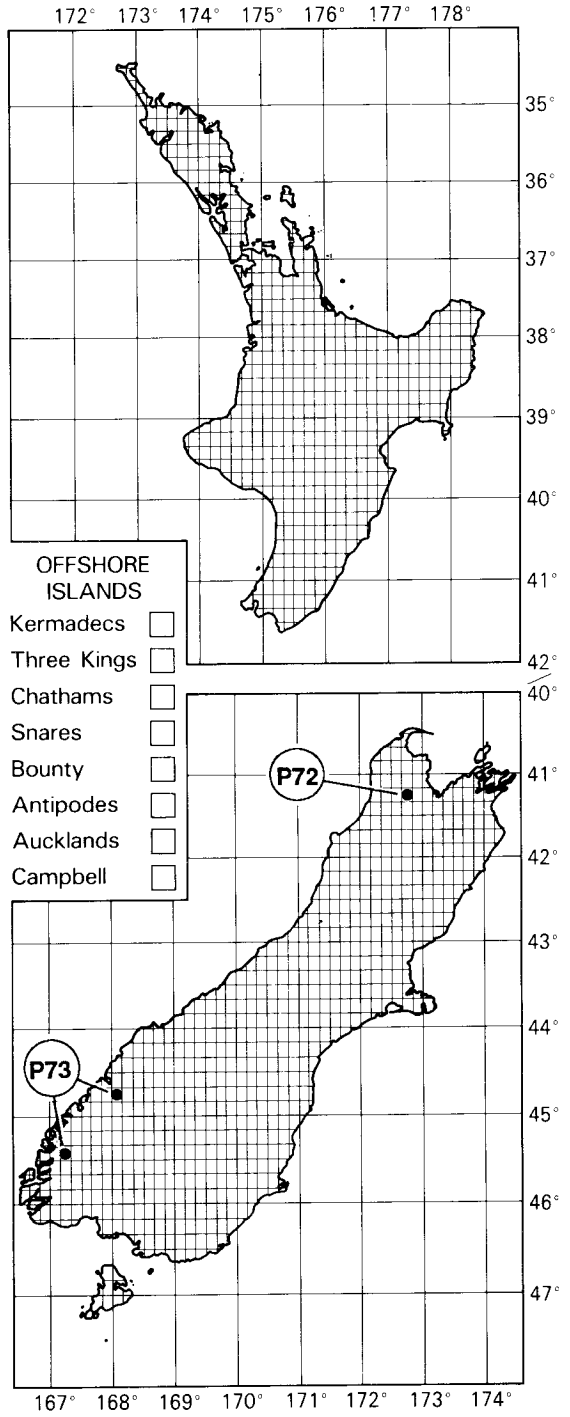 172° 173° 174° 175° 176° 177° 178°
35°
36°
37°
38°
39°
40°
41°
42°
OFFSHORE
ISLANDS
Kermadecs
Three Kings
Chathams
Snares
Bounty
Antipodes
Aucklands
Campbell
40°
P72
41°
42°
43°
44°
P73
45°
46°
47°
167° 168° 169° 170° 171° 172° 173° 174°